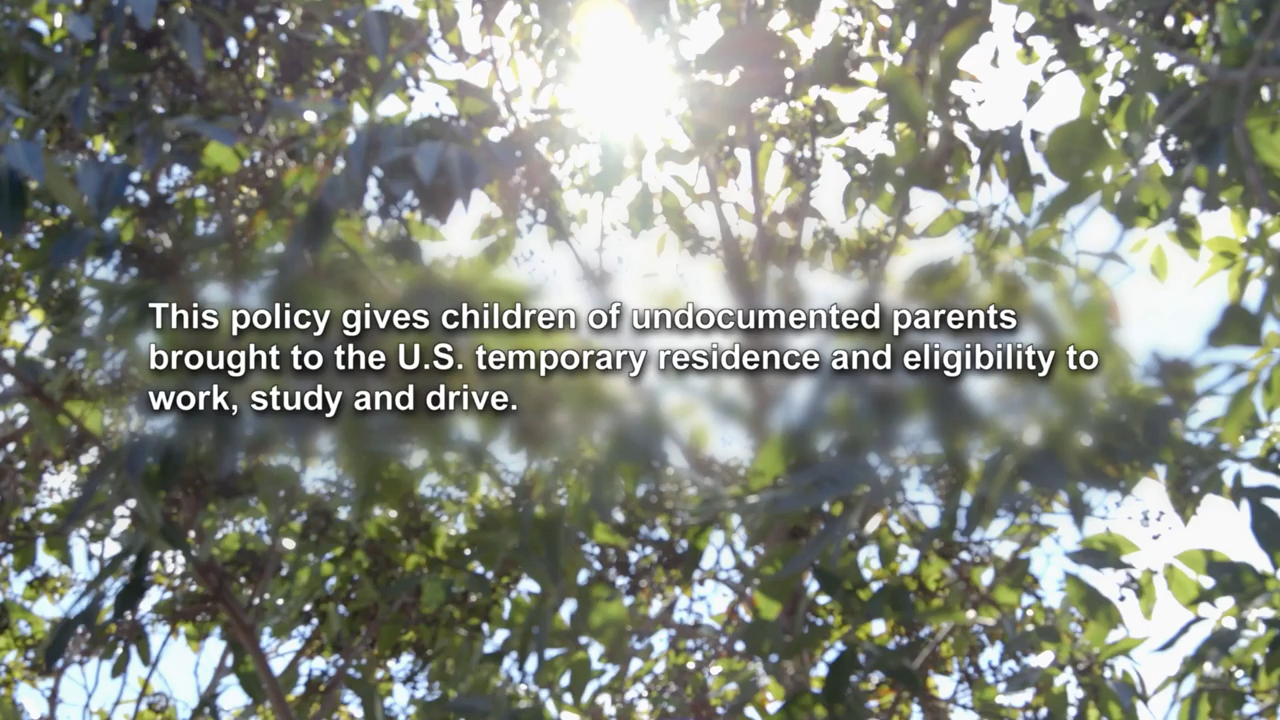 This policy gives children of undocumented parents
brought to the U.S. temporary residence and eligibility to
work, study and drive.